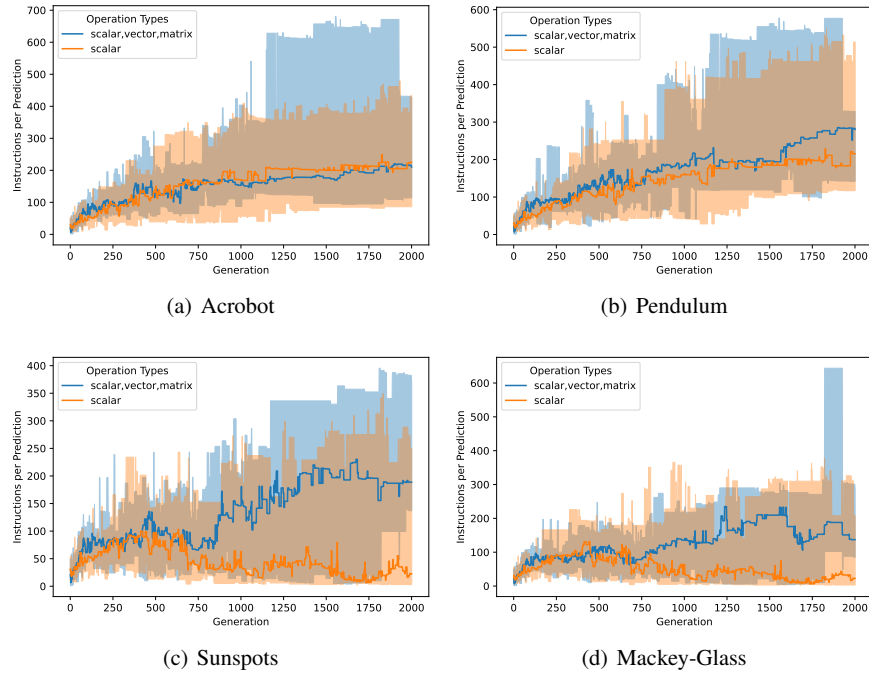 700
600
500
400
300
200
100
0
Instructions per Prediction
Operation Types
scalar,vector,matrix
scalar
0 250 500 750 1000 1250 1500 1750 2000
Generation
(a) Acrobot
600
500
400
300
200
100
0
Instructions per Prediction
Operation Types
scalar,vector,matrix
scalar
0 250 500 750 1000 1250 1500 1750 2000
Generation
(b) Pendulum
400
350
300
250
200
150
100
50
0
Instructions per Prediction
Operation Types
scalar,vector,matrix
scalar
0 250 500 750 1000 1250 1500 1750 2000
Generation
(c) Sunspots
600
500
400
300
200
100
0
Instructions per Prediction
Operation Types
scalar,vector,matrix
scalar
0 250 500 750 1000 1250 1500 1750 2000
Generation
(d) Mackey-Glass